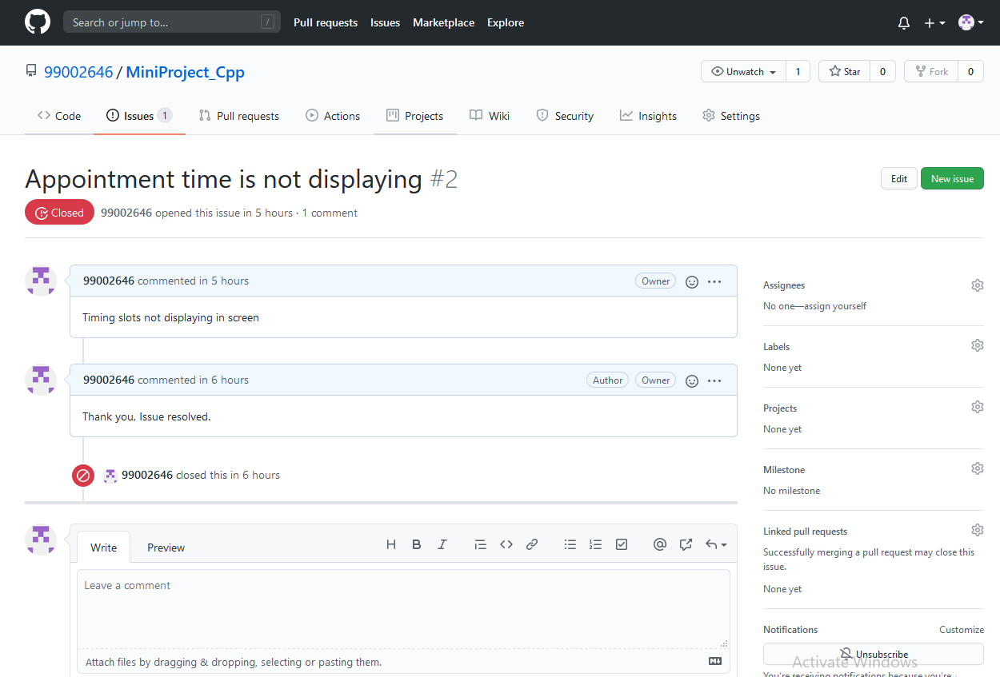 Search or jump to... /
Pull requests Issues Marketplace Explore
99002646 / MiniProject_Cpp
Unwatch 1 Star 0 Fork 0
Code Issues 1 Pull requests Actions Projects Wiki Security Insights Settings
Appointment time is not displaying #2
Edit New issue
Closed 99002646 opened this issue in 5 hours · 1 comment
99002646 commented in 5 hours Owner
Timing slots not displaying in screen
99002646 commented in 6 hours Author Owner
Thank you, Issue resolved.
99002646 closed this in 6 hours
Write Preview
Leave a comment
Attach files by dragging & dropping, selecting or pasting them.
Assignees
No one—assign yourself
Labels
None yet
Projects
None yet
Milestone
No milestone
Linked pull requests
Successfully merging a pull request may close this
issue.
None yet
Notifications Customize
Unsubscribe
Activate Windows
You're receiving notifications because you're